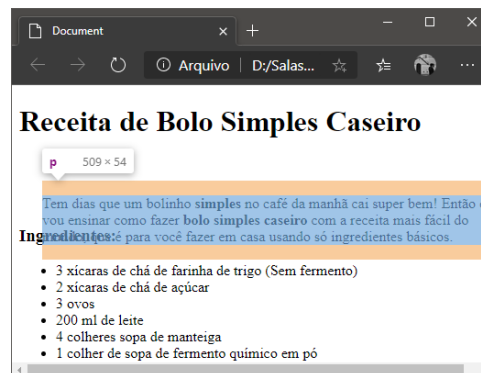 Document
Arquivo D:/Salas...
Receita de Bolo Simples Caseiro
p 509 × 54
Tem dias que um bolinho simples no café da manhã cai super bem! Então
vou ensinar como fazer bolo simples caseiro com a receita mais fácil do
é para você fazer em casa usando só ingredientes básicos.
Ingredientes:
3 xícaras de chá de farinha de trigo (Sem fermento)
2 xícaras de chá de açúcar
3 ovos
200 ml de leite
4 colheres sopa de manteiga
1 colher de sopa de fermento químico em pó